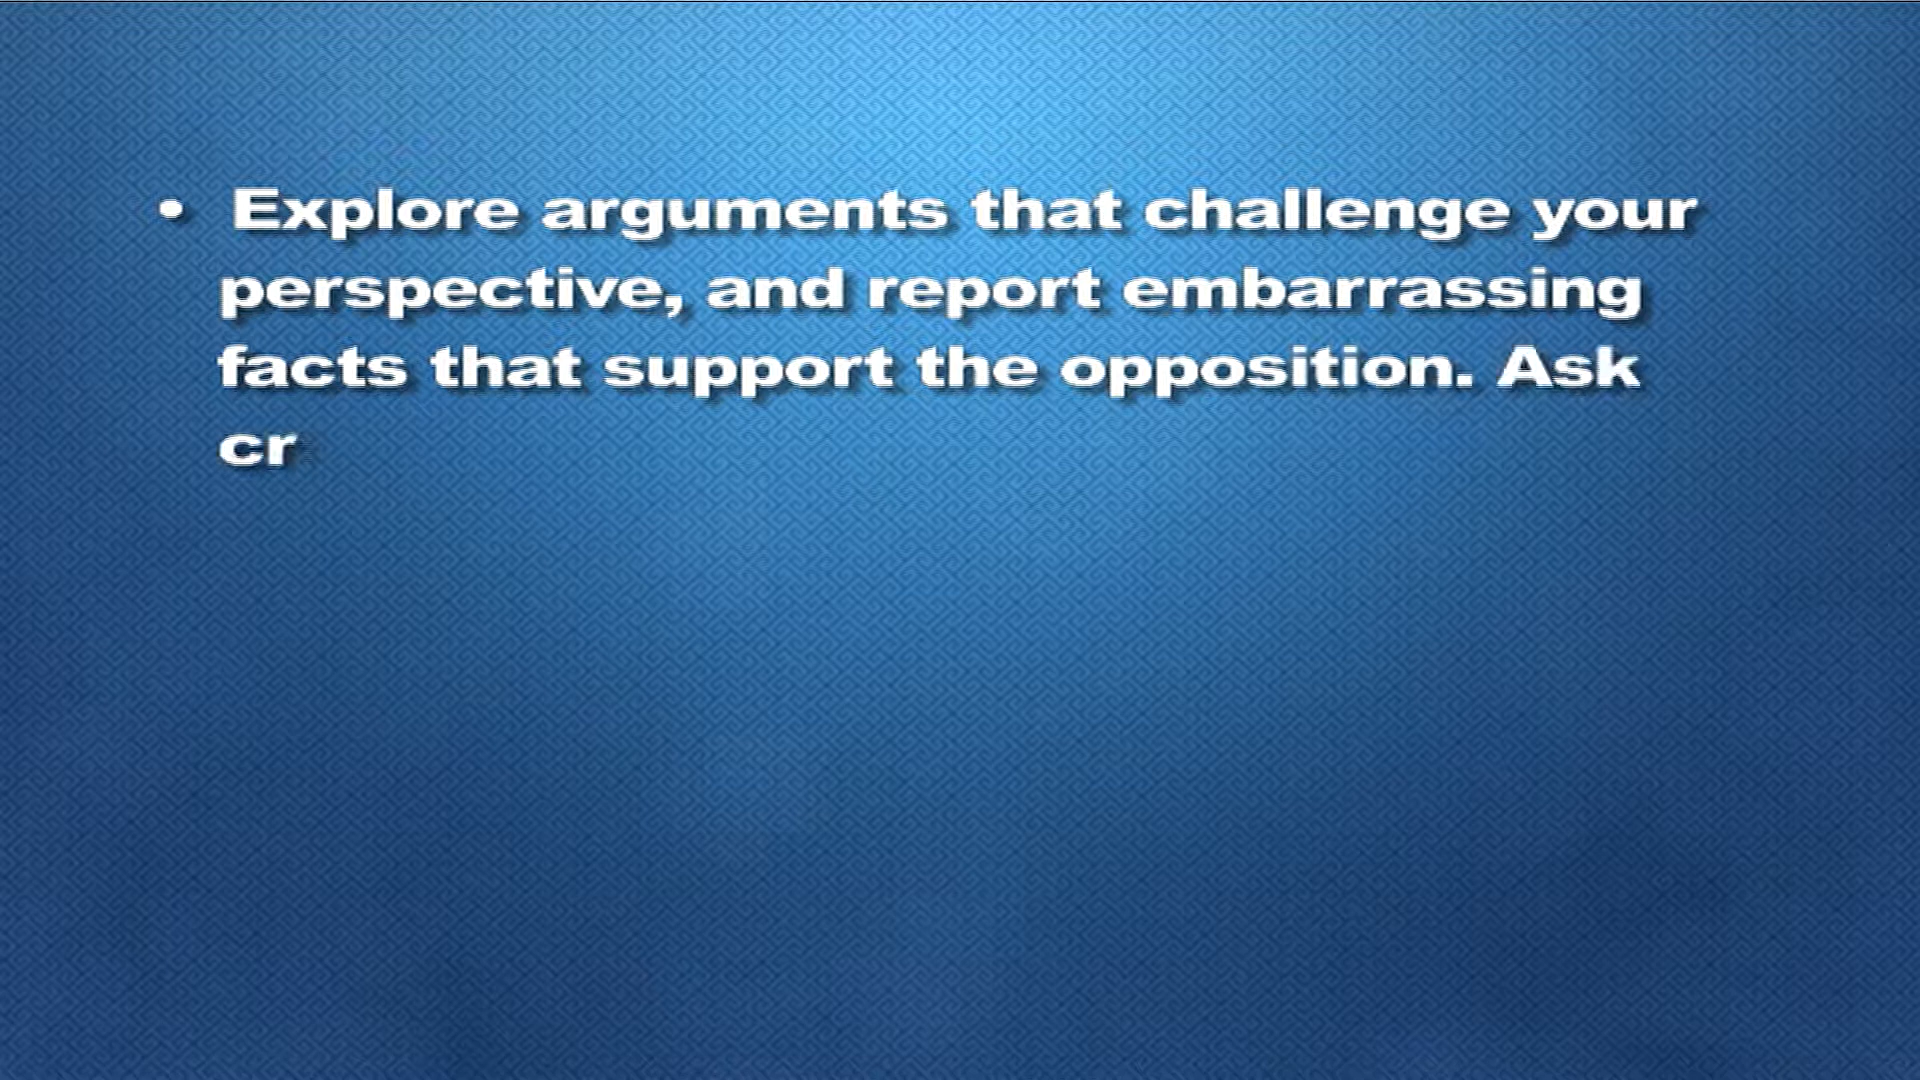 • Explore arguments that challenge your
perspective, and report embarrassing
facts that support the opposition. Ask
cr